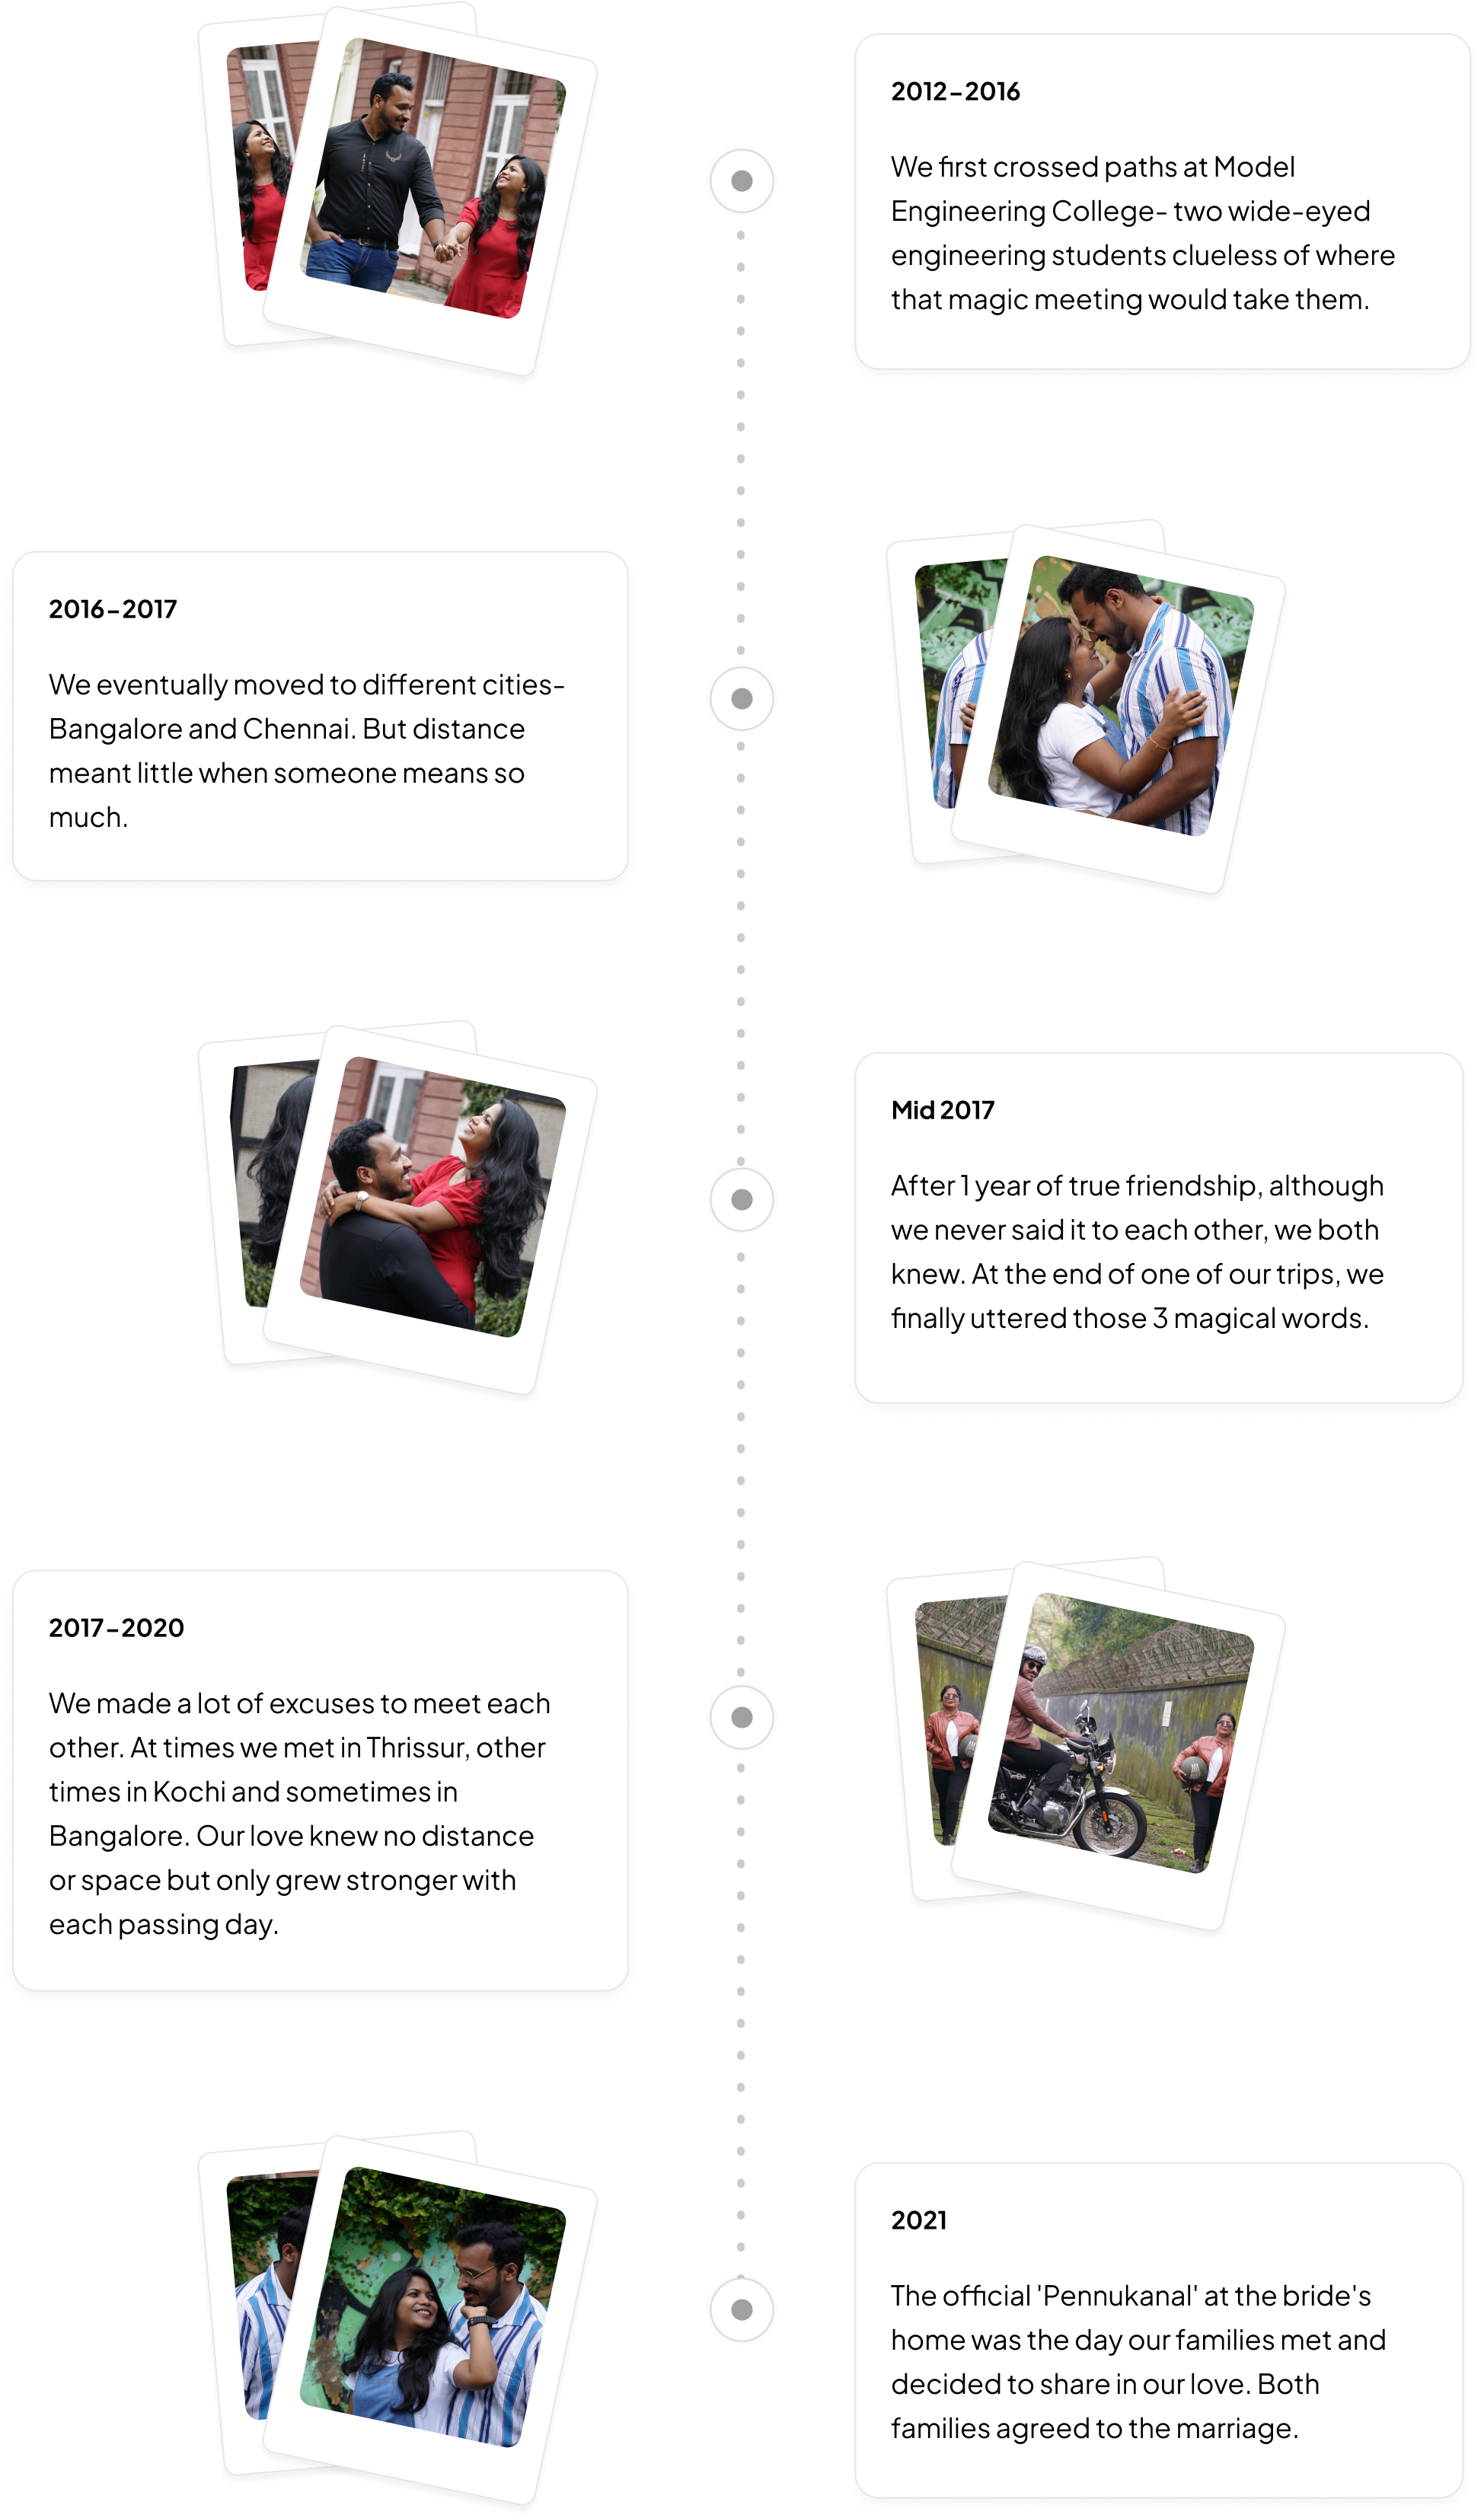 2012-2016
We first crossed paths at Model
Engineering College- two wide-eyed
engineering students clueless of where
that magic meeting would take them.
2016-2017
We eventually moved to different cities-
Bangalore and Chennai. But distance
meant little when someone means so
much.
Mid 2017
After 1 year of true friendship, although
we never said it to each other, we both
knew. At the end of one of our trips, we
finally uttered those 3 magical words.
2017-2020
We made a lot of excuses to meet each
other. At times we met in Thrissur, other
times in Kochi and sometimes in
Bangalore. Our love knew no distance
or space but only grew stronger with
each passing day.
2021
The official 'Pennukanal' at the bride's
home was the day our families met and
decided to share in our love. Both
families agreed to the marriage.